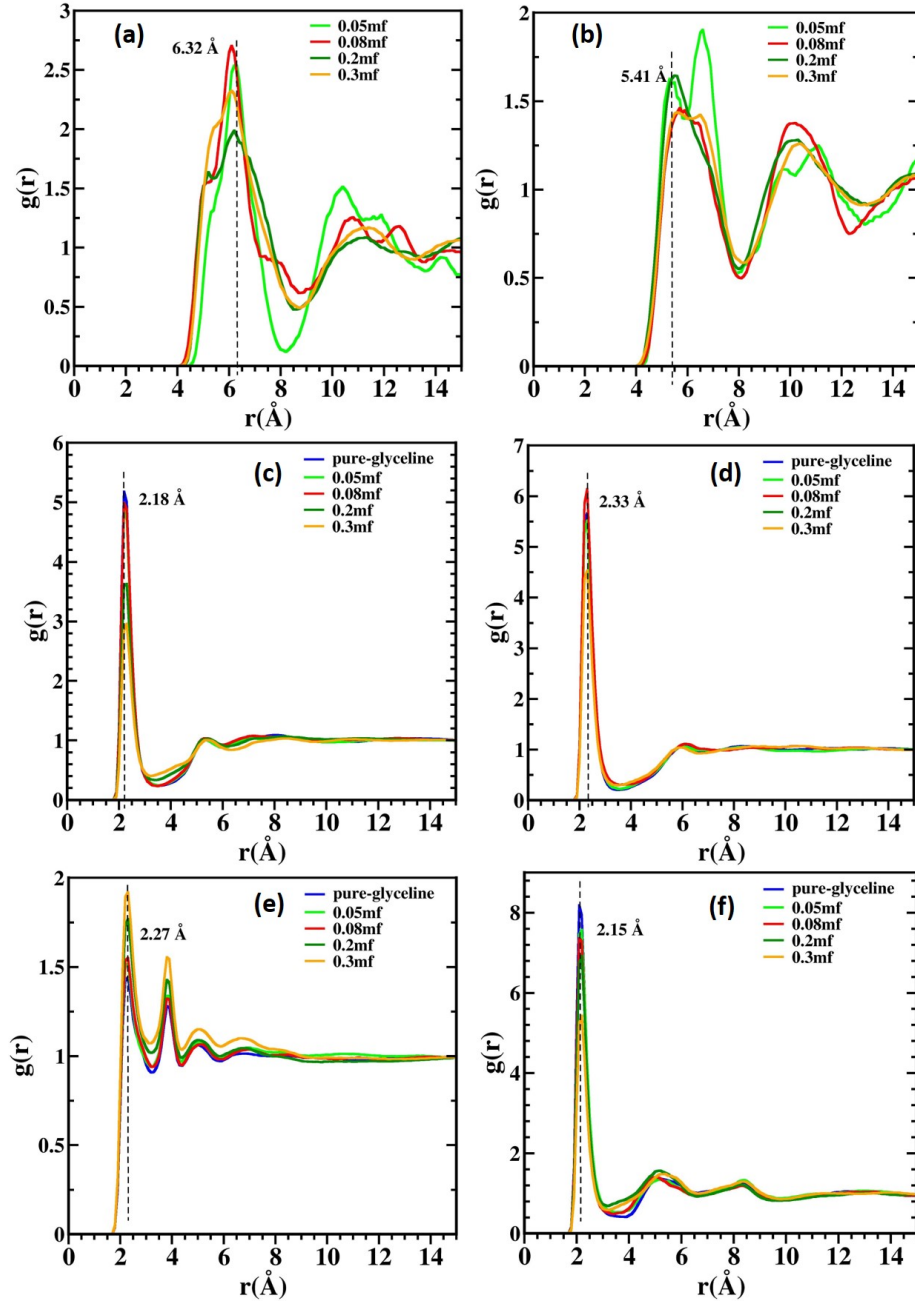 (a)
6.32 Å
0.05mf
0.08mf
0.2mf
0.3mf
g(r)
3
2.5
2
1.5
1
0.5
0
0 2 4 6 8 10 12 14
r(Å)
(b)
5.41 Å
0.05mf
0.08mf
0.2mf
0.3mf
g(r)
2
1.5
1
0.5
0
0 2 4 6 8 10 12 14
r(Å)
(c)
2.18 Å
pure-glyceline
0.05mf
0.08mf
0.2mf
0.3mf
g(r)
6
5
4
3
2
1
0
0 2 4 6 8 10 12 14
r(Å)
(d)
2.33 Å
pure-glyceline
0.05mf
0.08mf
0.2mf
0.3mf
g(r)
7
6
5
4
3
2
1
0
0 2 4 6 8 10 12 14
r(Å)
(e)
2.27 Å
pure-glyceline
0.05mf
0.08mf
0.2mf
0.3mf
g(r)
2
1.5
1
0.5
0
0 2 4 6 8 10 12 14
r(Å)
(f)
2.15 Å
pure-glyceline
0.05mf
0.08mf
0.2mf
0.3mf
g(r)
8
6
4
2
0
0 2 4 6 8 10 12 14
r(Å)